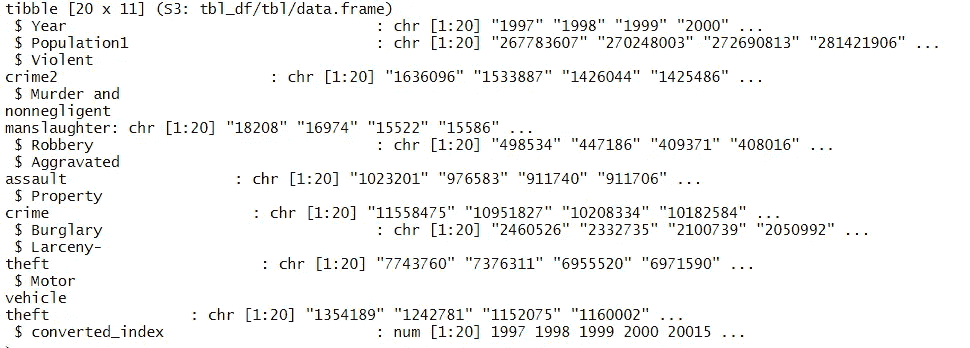 tibble [20 x 11] (S3: tbl_df/tbl/data.frame)
$ Year : chr [1:20] "1997" "1998" "1999" "2000" ...
$ Population1 : chr [1:20] "267783607" "270248003" "272690813" "281421906" ...
$ Violent
crime2 : chr [1:20] "1636096" "1533887" "1426044" "1425486" ...
$ Murder and
nonnegligent
manslaughter: chr [1:20] "18208" "16974" "15522" "15586" ...
$ Robbery : chr [1:20] "498534" "447186" "409371" "408016" ...
$ Aggravated
assault : chr [1:20] "1023201" "976583" "911740" "911706" ...
$ Property
crime : chr [1:20] "11558475" "10951827" "10208334" "10182584" ...
$ Burglary : chr [1:20] "2460526" "2332735" "2100739" "2050992" ...
$ Larceny-
theft : chr [1:20] "7743760" "7376311" "6955520" "6971590" ...
$ Motor
vehicle
theft : chr [1:20] "1354189" "1242781" "1152075" "1160002" ...
$ converted_index : num [1:20] 1997 1998 1999 2000 20015 ...